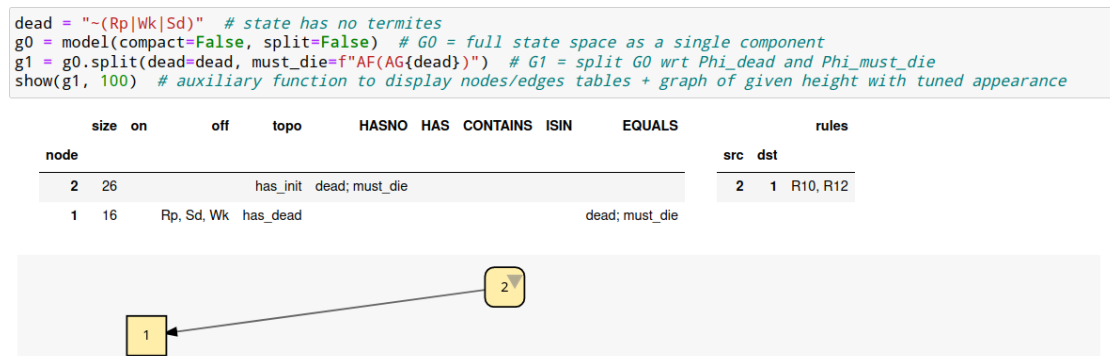 dead = "~(Rp|Wk|Sd)"  # state has no termites
g0 = model(compact=False, split=False)  # G0 = full state space as a single component
g1 = g0.split(dead=dead, must_die=f"AF(AG{dead})")  # G1 = split G0 wrt Phi_dead and Phi_must_die
show(g1, 100)  # auxiliary function to display nodes/edges tables + graph of given height with tuned appearance
size on off topo HASNO HAS CONTAINS ISIN EQUALS rules
node src dst
2 26 has_init dead; must_die 2 1 R10, R12
1 16 Rp, Sd, Wk has_dead dead; must_die
2
1